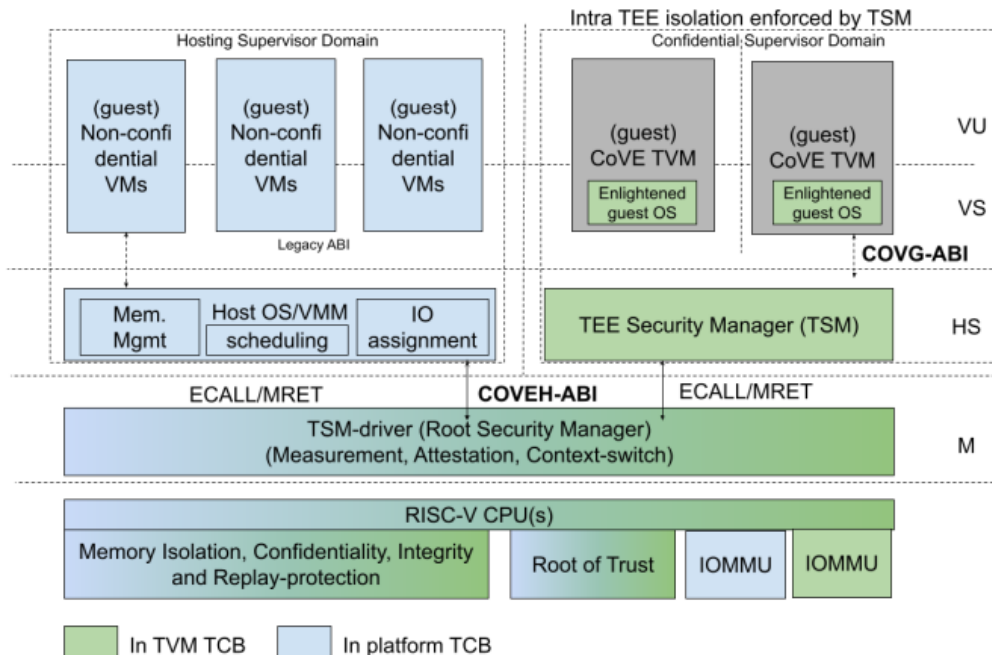 Intra TEE isolation enforced by TSM
Hosting Supervisor Domain
Confidential Supervisor Domain
(guest)
Non-confi
dential
VMs
(guest)
Non-confi
dential
VMs
(guest)
Non-confi
dential
VMs
(guest)
CoVE TVM
Enlightened
guest OS
(guest)
CoVE TVM
Enlightened
guest OS
VU
VS
Legacy ABI
COVG-ABI
Mem.
Mgmt
Host OS/VMM
scheduling
IO
assignment
TEE Security Manager (TSM)
HS
ECALL/MRET
COVEH-ABI
ECALL/MRET
TSM-driver (Root Security Manager)
(Measurement, Attestation, Context-switch)
M
RISC-V CPU(s)
Memory Isolation, Confidentiality, Integrity
and Replay-protection
Root of Trust
IOMMU
IOMMU
In TVM TCB
In platform TCB